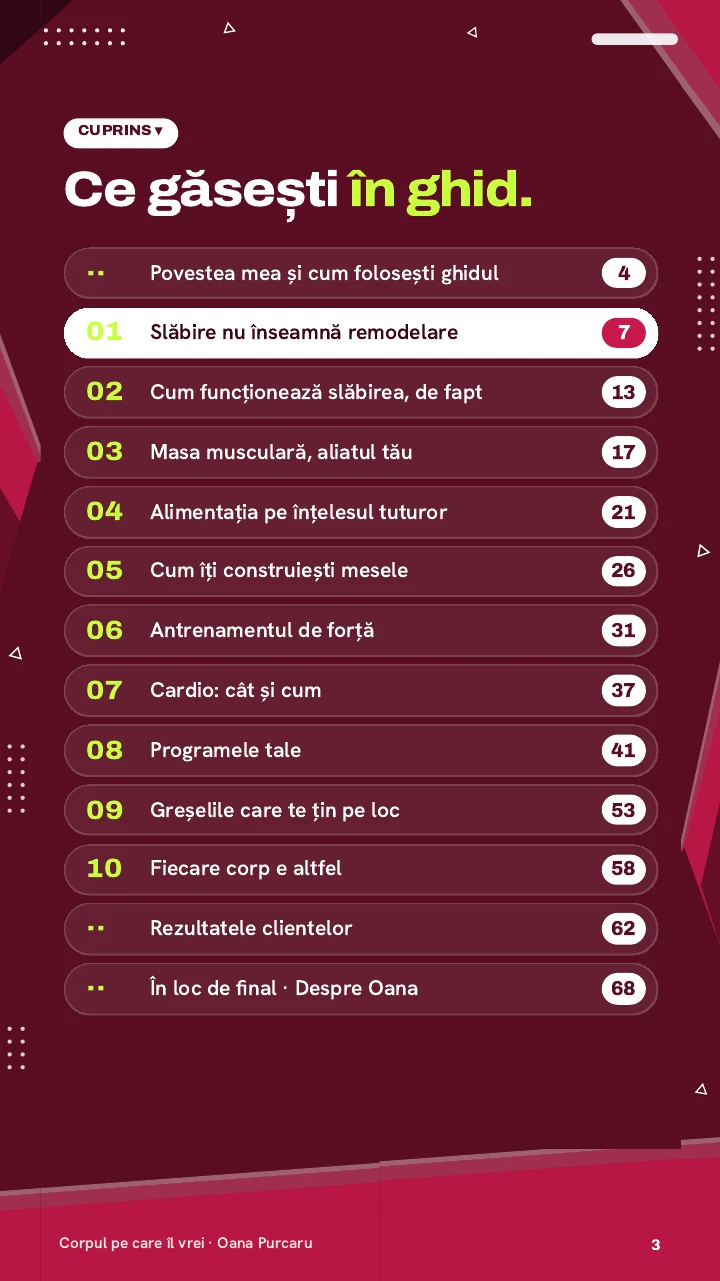 CUPRINS ▾
Ce găsești în ghid.
·· Povestea mea și cum folosești ghidul 4
01 Slăbire nu înseamnă remodelare 7
02 Cum funcționează slăbirea, de fapt 13
03 Masa musculară, aliatul tău 17
04 Alimentația pe înțelesul tuturor 21
05 Cum îți construiești mesele 26
06 Antrenamentul de forță 31
07 Cardio: cât și cum 37
08 Programele tale 41
09 Greșelile care te țin pe loc 53
10 Fiecare corp e altfel 58
·· Rezultatele clientelor 62
·· În loc de final · Despre Oana 68
Corpul pe care îl vrei · Oana Purcaru 3